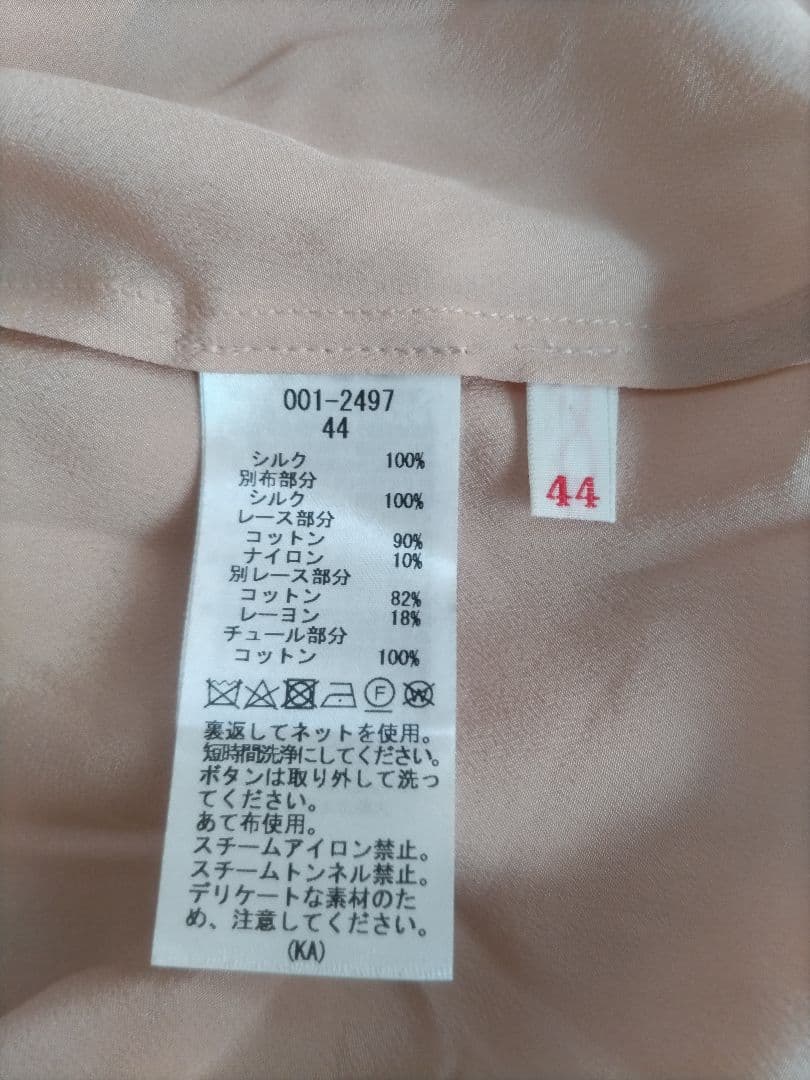 001-2497
44
シルク 100%
別布部分
シルク 100%
レース部分
コットン 90%
ナイロン 10%
別レース部分
コットン 82%
レーヨン 18%
チュール部分
コットン 100%
F W
裏返してネットを使用。
短時間洗浄にしてください。
ボタンは取り外して洗っ
てください。
あて布使用。
スチームアイロン禁止。
スチームトンネル禁止。
デリケートな素材のた
め、注意してください。
(KA)
44